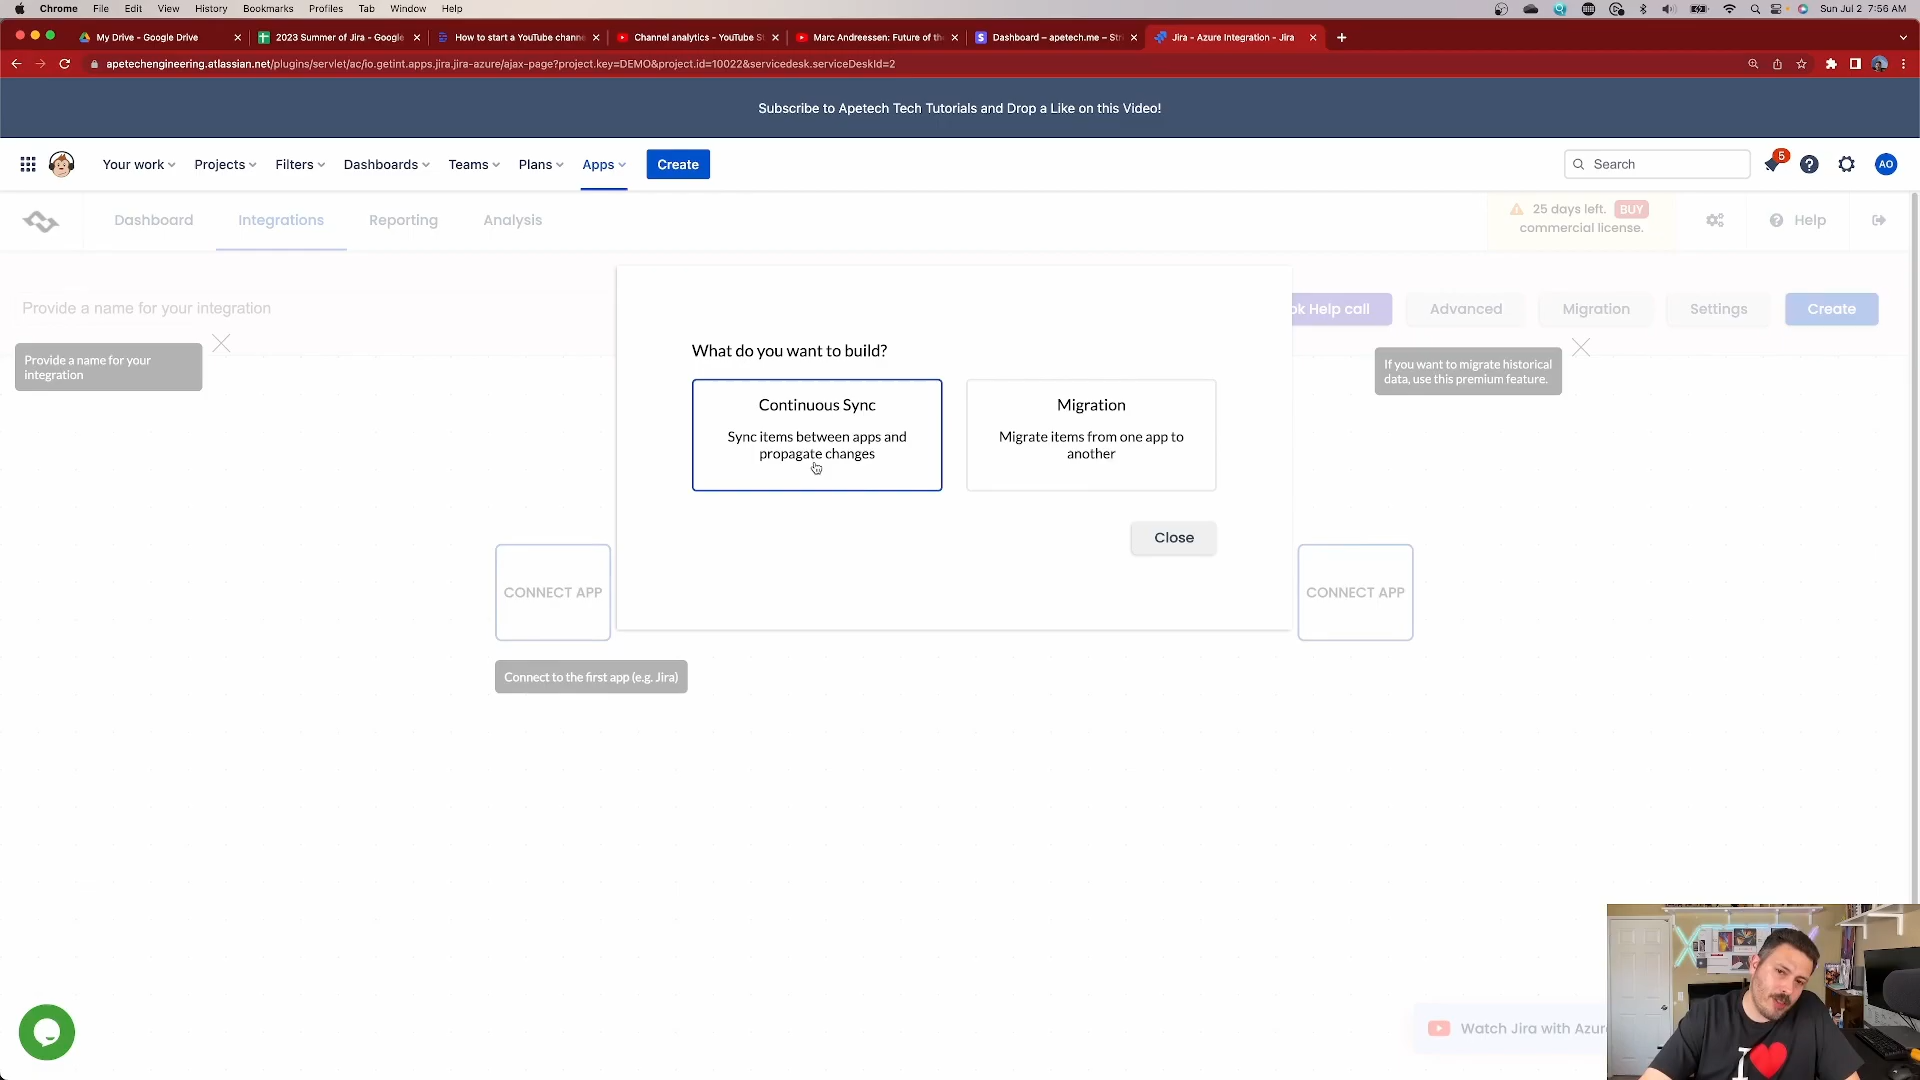 Chrome File Edit View History Bookmarks Profiles Tab Window Help Sun Jul 2 7:56 AM
My Drive - Google Drive
2023 Summer of Jira - Google
How to start a YouTube channe
Channel analytics - YouTube St
Marc Andreessen: Future of th
Dashboard – apetech.me – Str
Jira - Azure Integration - Jira
apetechengineering.atlassian.net/plugins/servlet/ac/io.getint.apps.jira.jira-azure/ajax-page?project.key=DEMO&project.id=10022&servicedesk.serviceDeskId=2
Subscribe to Apetech Tech Tutorials and Drop a Like on this Video!
Your work Projects Filters Dashboards Teams Plans Apps Create Search 5 AO
Dashboard Integrations Reporting Analysis
25 days left. BUY
commercial license.
Help
Provide a name for your integration
ok Help call Advanced Migration Settings Create
Provide a name for your
integration
If you want to migrate historical
data, use this premium feature.
What do you want to build?
Continuous Sync
Sync items between apps and
propagate changes
Migration
Migrate items from one app to
another
Close
CONNECT APP
CONNECT APP
Connect to the first app (e.g. Jira)
Watch Jira with Azur
I